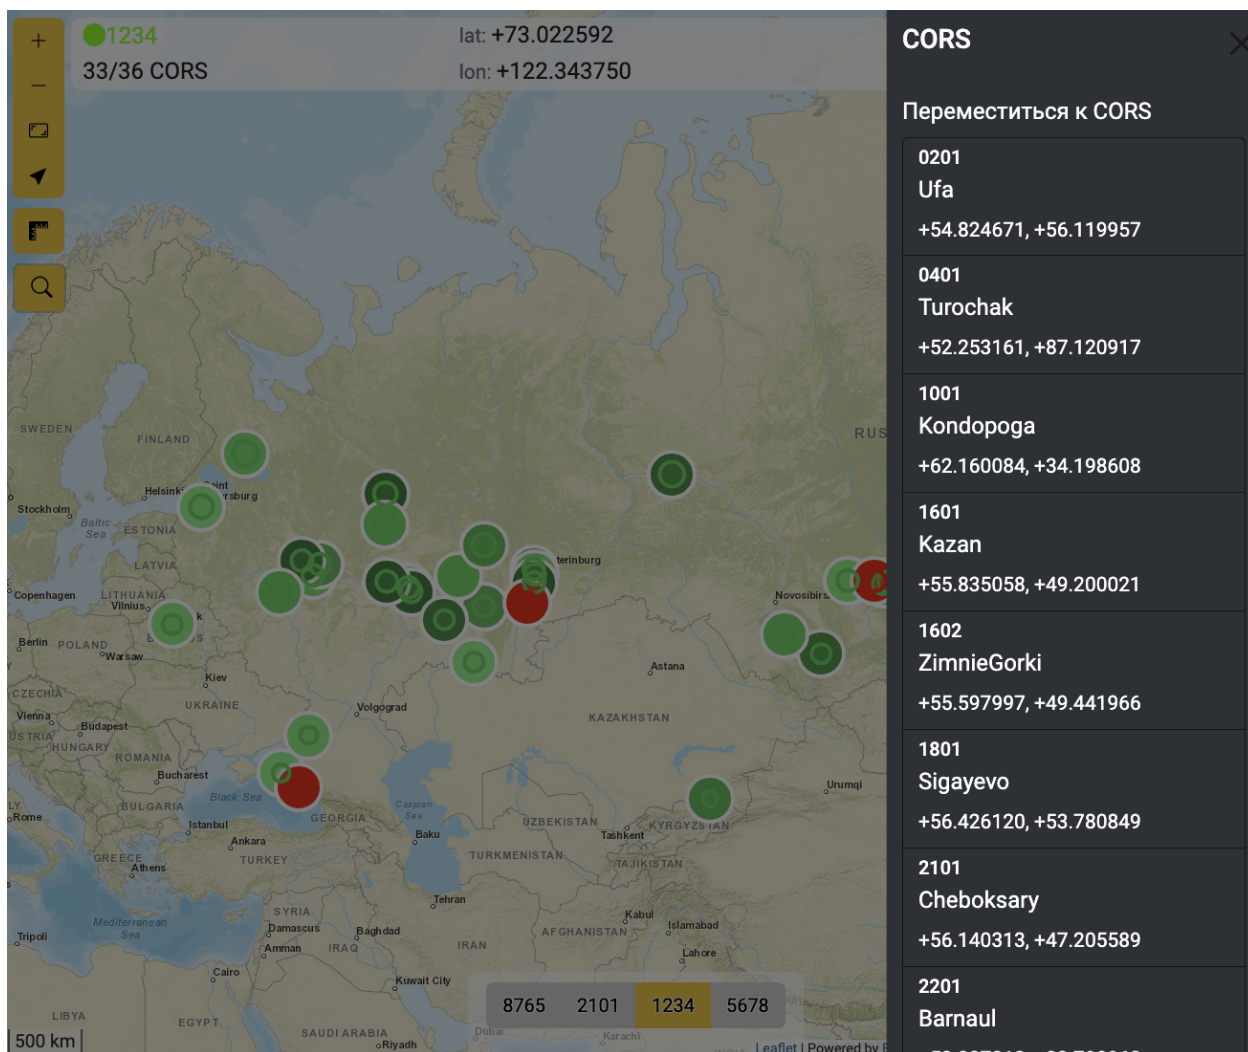 1234
33/36 CORS
lat: +73.022592
lon: +122.343750
CORS
Переместиться к CORS
0201
Ufa
+54.824671, +56.119957
0401
Turochak
+52.253161, +87.120917
1001
Kondopoga
+62.160084, +34.198608
1601
Kazan
+55.835058, +49.200021
1602
ZimnieGorki
+55.597997, +49.441966
1801
Sigayevo
+56.426120, +53.780849
2101
Cheboksary
+56.140313, +47.205589
2201
Barnaul
SWEDEN
FINLAND
RUS
Helsinki
Saint
rsburg
Stockholm
Baltic
Sea
ESTONIA
LATVIA
terinburg
Copenhagen
LITHUANIA
Vilnius
k
Novosibirs
Berlin
POLAND
Warsaw
Kiev
Astana
CZECHIA
UKRAINE
Volgograd
KAZAKHSTAN
Vienna
Budapest
USTRIA
HUNGARY
ROMANIA
Bucharest
Urumqi
Black Sea
Caspian
Sea
BULGARIA
GEORGIA
LY
Rome
Istanbul
Baku
UZBEKISTAN
Tashkent
KYRGYZSTAN
Ankara
GREECE
TURKEY
Athens
TURKMENISTAN
TAJIKISTAN
Tehran
SYRIA
Mediterranean
Sea
Damascus
Baghdad
Kabul
Islamabad
AFGHANISTAN
Tripoli
Amman
IRAQ
IRAN
Lahore
Cairo
Kuwait City
8765
2101
1234
5678
LIBYA
EGYPT
SAUDI ARABIA
Riyadh
Dubai
Karachi
500 km
Leaflet | Powered by